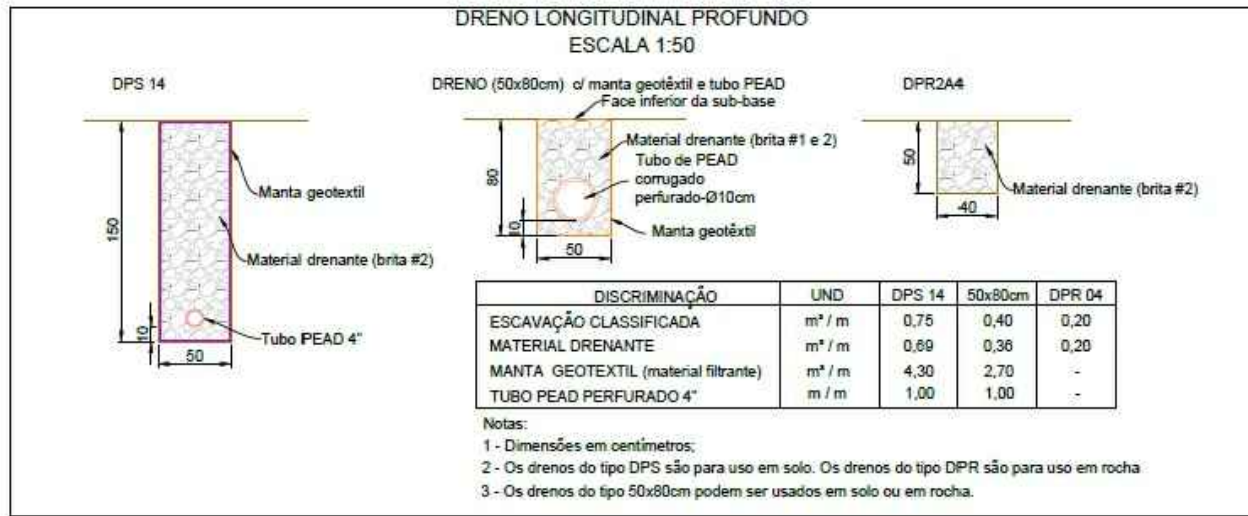 DRENO LONGITUDINAL PROFUNDO
ESCALA 1:50
DPS 14
150
10
50
Manta geotextil
Material drenante (brita #2)
Tubo PEAD 4"
DRENO (50x80cm) c/ manta geotêxtil e tubo PEAD
Face inferior da sub-base
Material drenante (brita #1 e 2)
Tubo de PEAD
corrugado
perfurado-Ø10cm
Manta geotêxtil
80
10
50
DPR2A4
50
40
Material drenante (brita #2)
DISCRIMINAÇÃO UND DPS 14 50x80cm DPR 04
ESCAVAÇÃO CLASSIFICADA m³ / m 0,75 0,40 0,20
MATERIAL DRENANTE m³ / m 0,69 0,36 0,20
MANTA GEOTEXTIL (material filtrante) m² / m 4,30 2,70 -
TUBO PEAD PERFURADO 4" m / m 1,00 1,00 -
Notas:
1 - Dimensões em centímetros;
2 - Os drenos do tipo DPS são para uso em solo. Os drenos do tipo DPR são para uso em rocha
3 - Os drenos do tipo 50x80cm podem ser usados em solo ou em rocha.